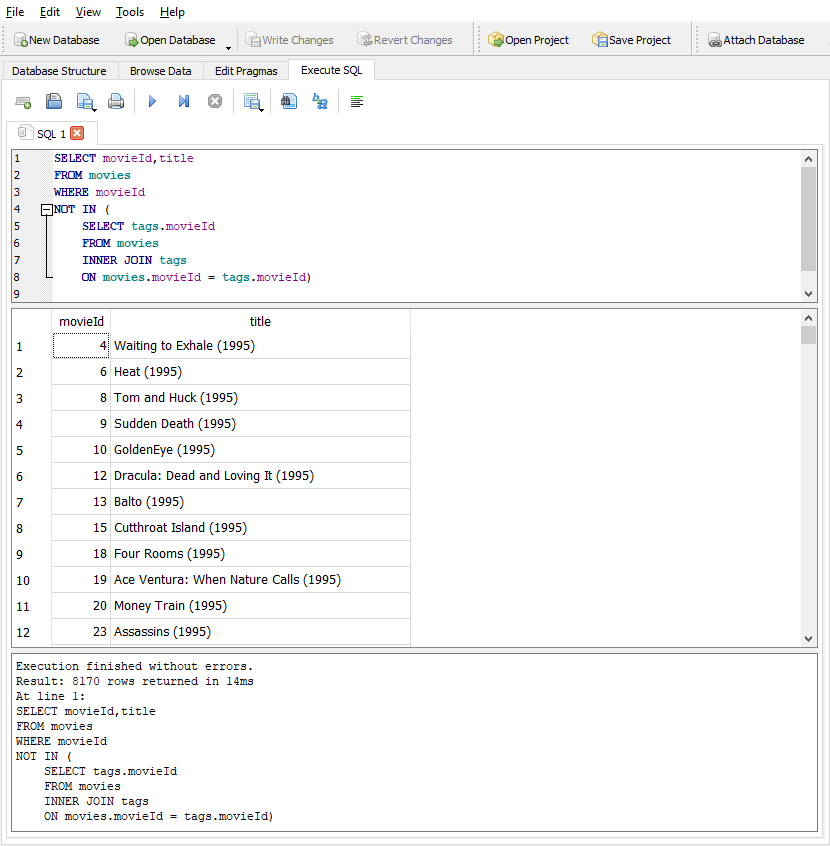 File Edit View Tools Help
New Database Open Database Write Changes Revert Changes Open Project Save Project Attach Database
Database Structure Browse Data Edit Pragmas Execute SQL
SQL 1
1 SELECT movieId,title
2 FROM movies
3 WHERE movieId
4 NOT IN (
5 SELECT tags.movieId
6 FROM movies
7 INNER JOIN tags
8 ON movies.movieId = tags.movieId)
9
movieId title
1 4 Waiting to Exhale (1995)
2 6 Heat (1995)
3 8 Tom and Huck (1995)
4 9 Sudden Death (1995)
5 10 GoldenEye (1995)
6 12 Dracula: Dead and Loving It (1995)
7 13 Balto (1995)
8 15 Cutthroat Island (1995)
9 18 Four Rooms (1995)
10 19 Ace Ventura: When Nature Calls (1995)
11 20 Money Train (1995)
12 23 Assassins (1995)
Execution finished without errors.
Result: 8170 rows returned in 14ms
At line 1:
SELECT movieId,title
FROM movies
WHERE movieId
NOT IN (
SELECT tags.movieId
FROM movies
INNER JOIN tags
ON movies.movieId = tags.movieId)